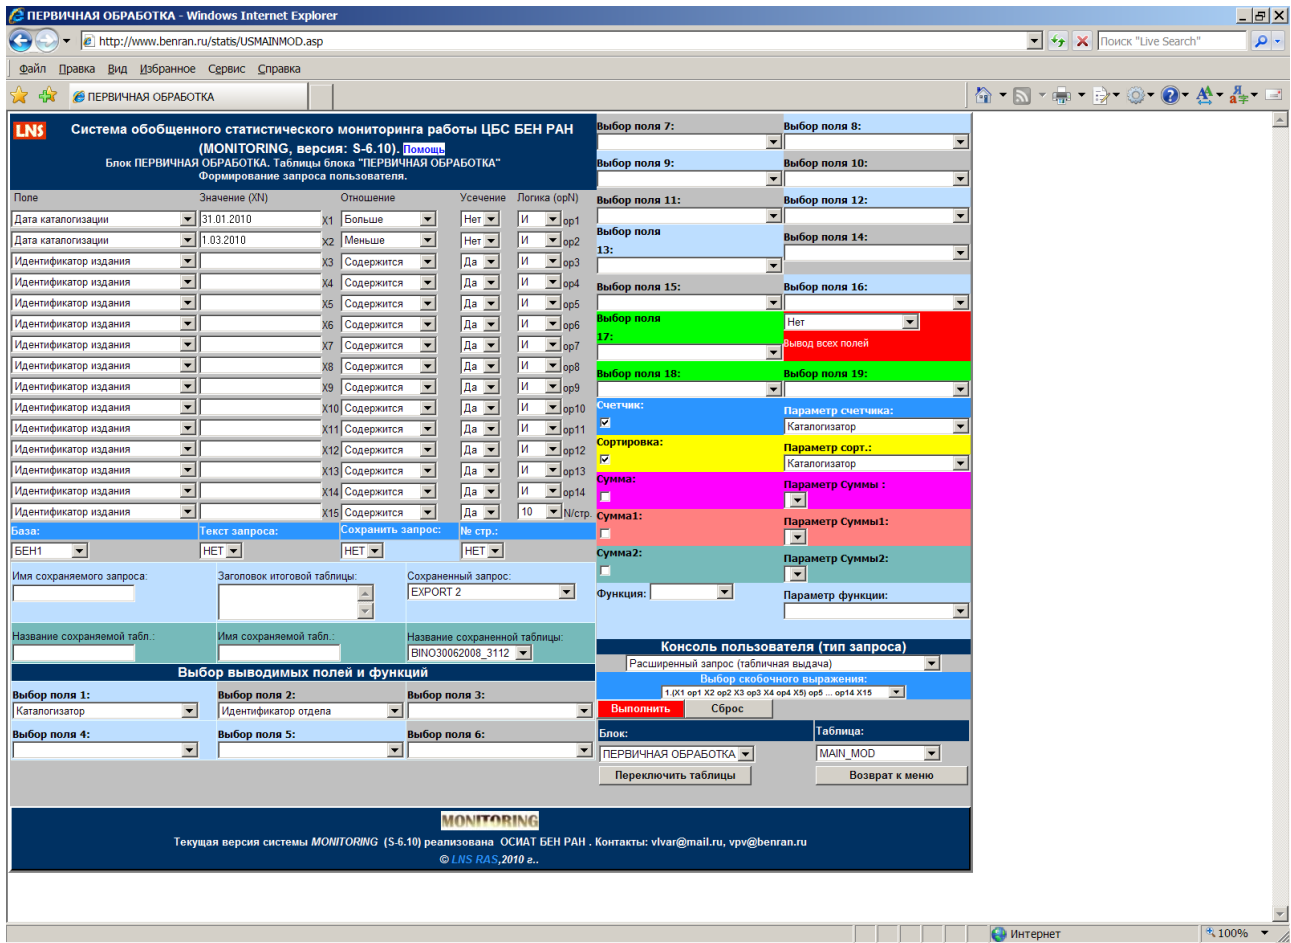 ПЕРВИЧНАЯ ОБРАБОТКА - Windows Internet Explorer
http://www.benran.ru/statis/USMAINMOD.asp
Поиск "Live Search"
Файл Правка Вид Избранное Сервис Справка
ПЕРВИЧНАЯ ОБРАБОТКА
LNS
Система обобщенного статистического мониторинга работы ЦБС БЕН РАН
(MONITORING, версия: S-6.10). Помощь
Блок ПЕРВИЧНАЯ ОБРАБОТКА. Таблицы блока "ПЕРВИЧНАЯ ОБРАБОТКА"
Формирование запроса пользователя.
Поле Значение (XN) Отношение Усечение Логика (opN)
Дата каталогизации 31.01.2010 X1 Больше Нет И op1
Дата каталогизации 1.03.2010 X2 Меньше Нет И op2
Идентификатор издания X3 Содержится Да И op3
Идентификатор издания X4 Содержится Да И op4
Идентификатор издания X5 Содержится Да И op5
Идентификатор издания X6 Содержится Да И op6
Идентификатор издания X7 Содержится Да И op7
Идентификатор издания X8 Содержится Да И op8
Идентификатор издания X9 Содержится Да И op9
Идентификатор издания X10 Содержится Да И op10
Идентификатор издания X11 Содержится Да И op11
Идентификатор издания X12 Содержится Да И op12
Идентификатор издания X13 Содержится Да И op13
Идентификатор издания X14 Содержится Да И op14
Идентификатор издания X15 Содержится Да 10 N/стр.
База: Текст запроса: Сохранить запрос: № стр.:
БЕН1 НЕТ НЕТ НЕТ
Имя сохраняемого запроса: Заголовок итоговой таблицы: Сохраненный запрос:
EXPORT 2
Название сохраняемой табл.: Имя сохраняемой табл.: Название сохраненной таблицы:
BINO30062008_3112
Выбор выводимых полей и функций
Выбор поля 1: Выбор поля 2: Выбор поля 3:
Каталогизатор Идентификатор отдела
Выбор поля 4: Выбор поля 5: Выбор поля 6:
Выбор поля 7: Выбор поля 8:
Выбор поля 9: Выбор поля 10:
Выбор поля 11: Выбор поля 12:
Выбор поля
13: Выбор поля 14:
Выбор поля 15: Выбор поля 16:
Выбор поля
17:
Нет
Вывод всех полей
Выбор поля 18: Выбор поля 19:
Счетчик: Параметр счетчика:
Каталогизатор
Сортировка: Параметр сорт.:
Каталогизатор
Сумма: Параметр Суммы :
Сумма1: Параметр Суммы1:
Сумма2: Параметр Суммы2:
Функция: Параметр функции:
Консоль пользователя (тип запроса)
Расширенный запрос (табличная выдача)
Выбор скобочного выражения:
1.(X1 op1 X2 op2 X3 op3 X4 op4 X5) op5 ... op14 X15
Выполнить Сброс
Блок: Таблица:
ПЕРВИЧНАЯ ОБРАБОТКА MAIN_MOD
Переключить таблицы Возврат к меню
MONITORING
Текущая версия системы MONITORING (S-6.10) реализована ОСИАТ БЕН РАН . Контакты: vlvar@mail.ru, vpv@benran.ru
© LNS RAS,2010 г..
Интернет 100%